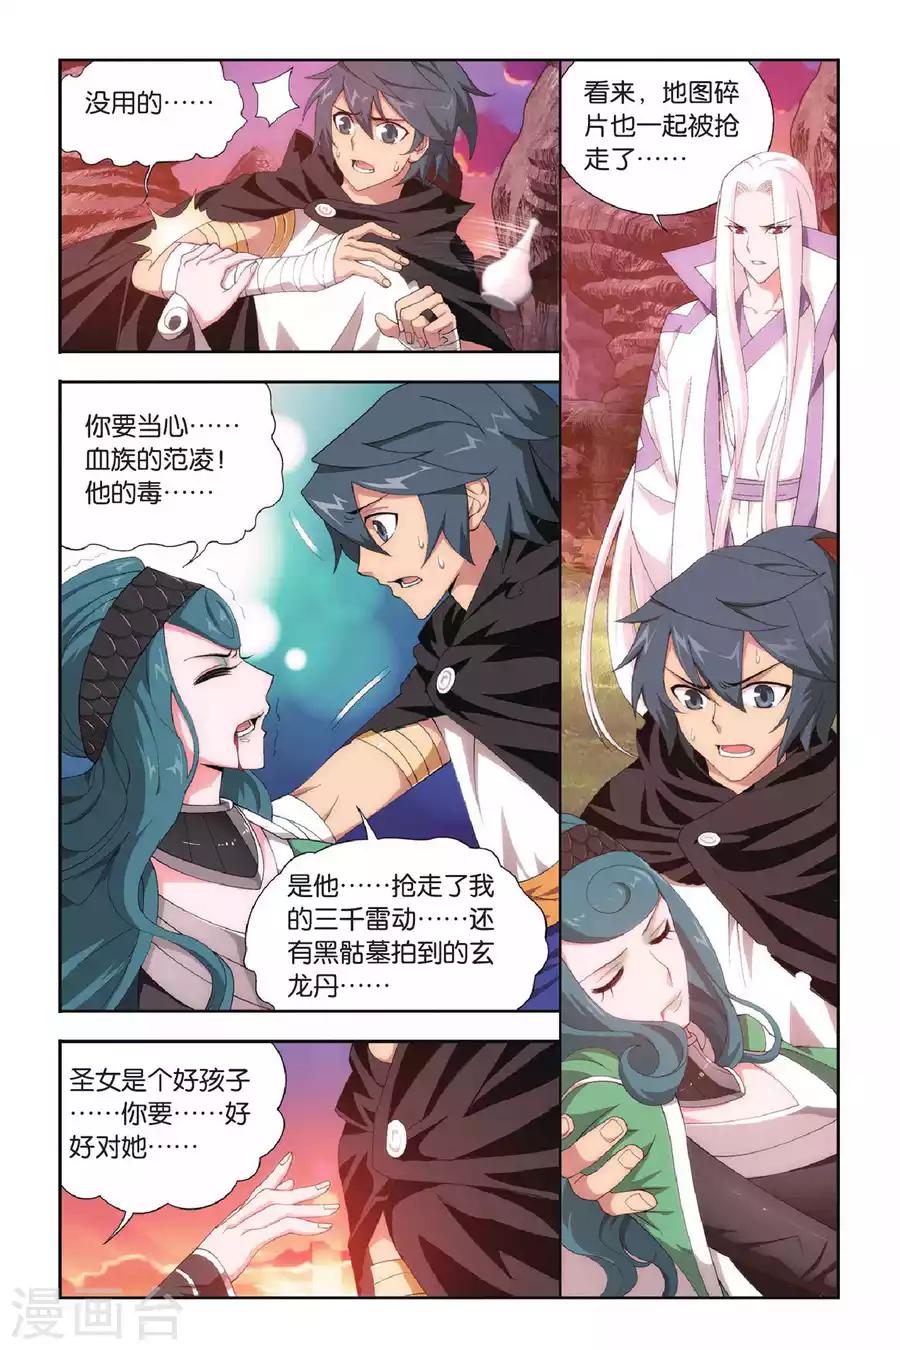 没用的……
你要当心……
血族的范凌！
他的毒……
是他……抢走了我
的三千雷动……还
有黑骷墓拍到的玄
龙丹……
圣女是个好孩子
……你要……好
好对她……
看来，地图碎
片也一起被抢
走了……
漫画台